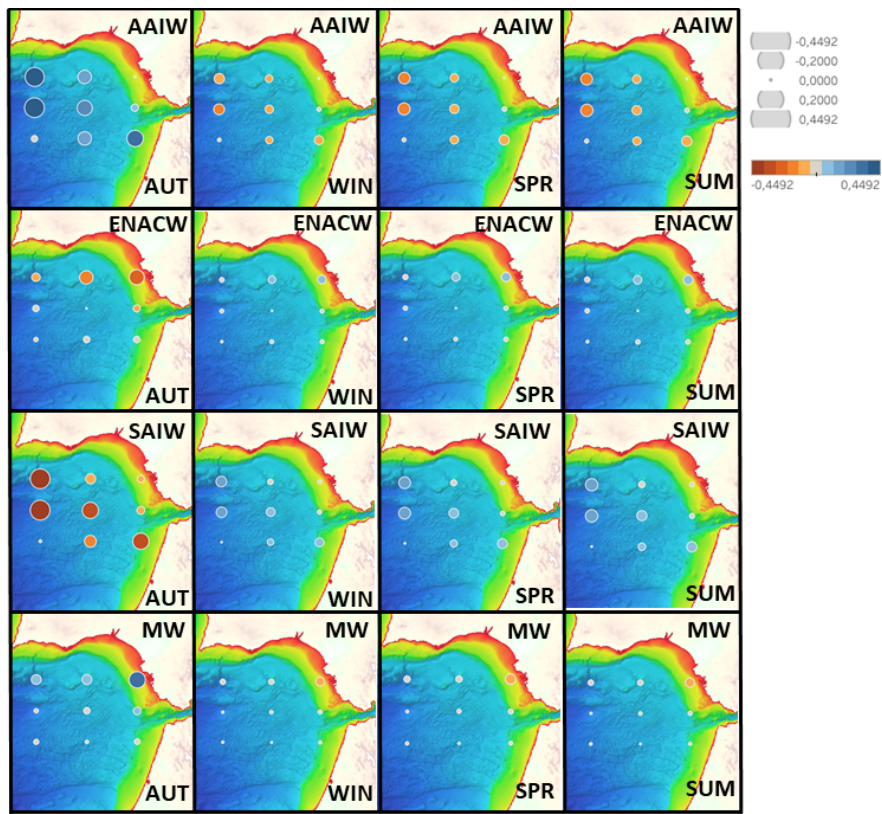 AAIW AAIW AAIW AAIW
AUT WIN SPR SUM
ENACW ENACW ENACW ENACW
AUT WIN SPR SUM
SAIW SAIW SAIW SAIW
AUT WIN SPR SUM
MW MW MW MW
AUT WIN SPR SUM
-0,4492
-0,2000
0,0000
0,2000
0,4492
-0,4492 0,4492